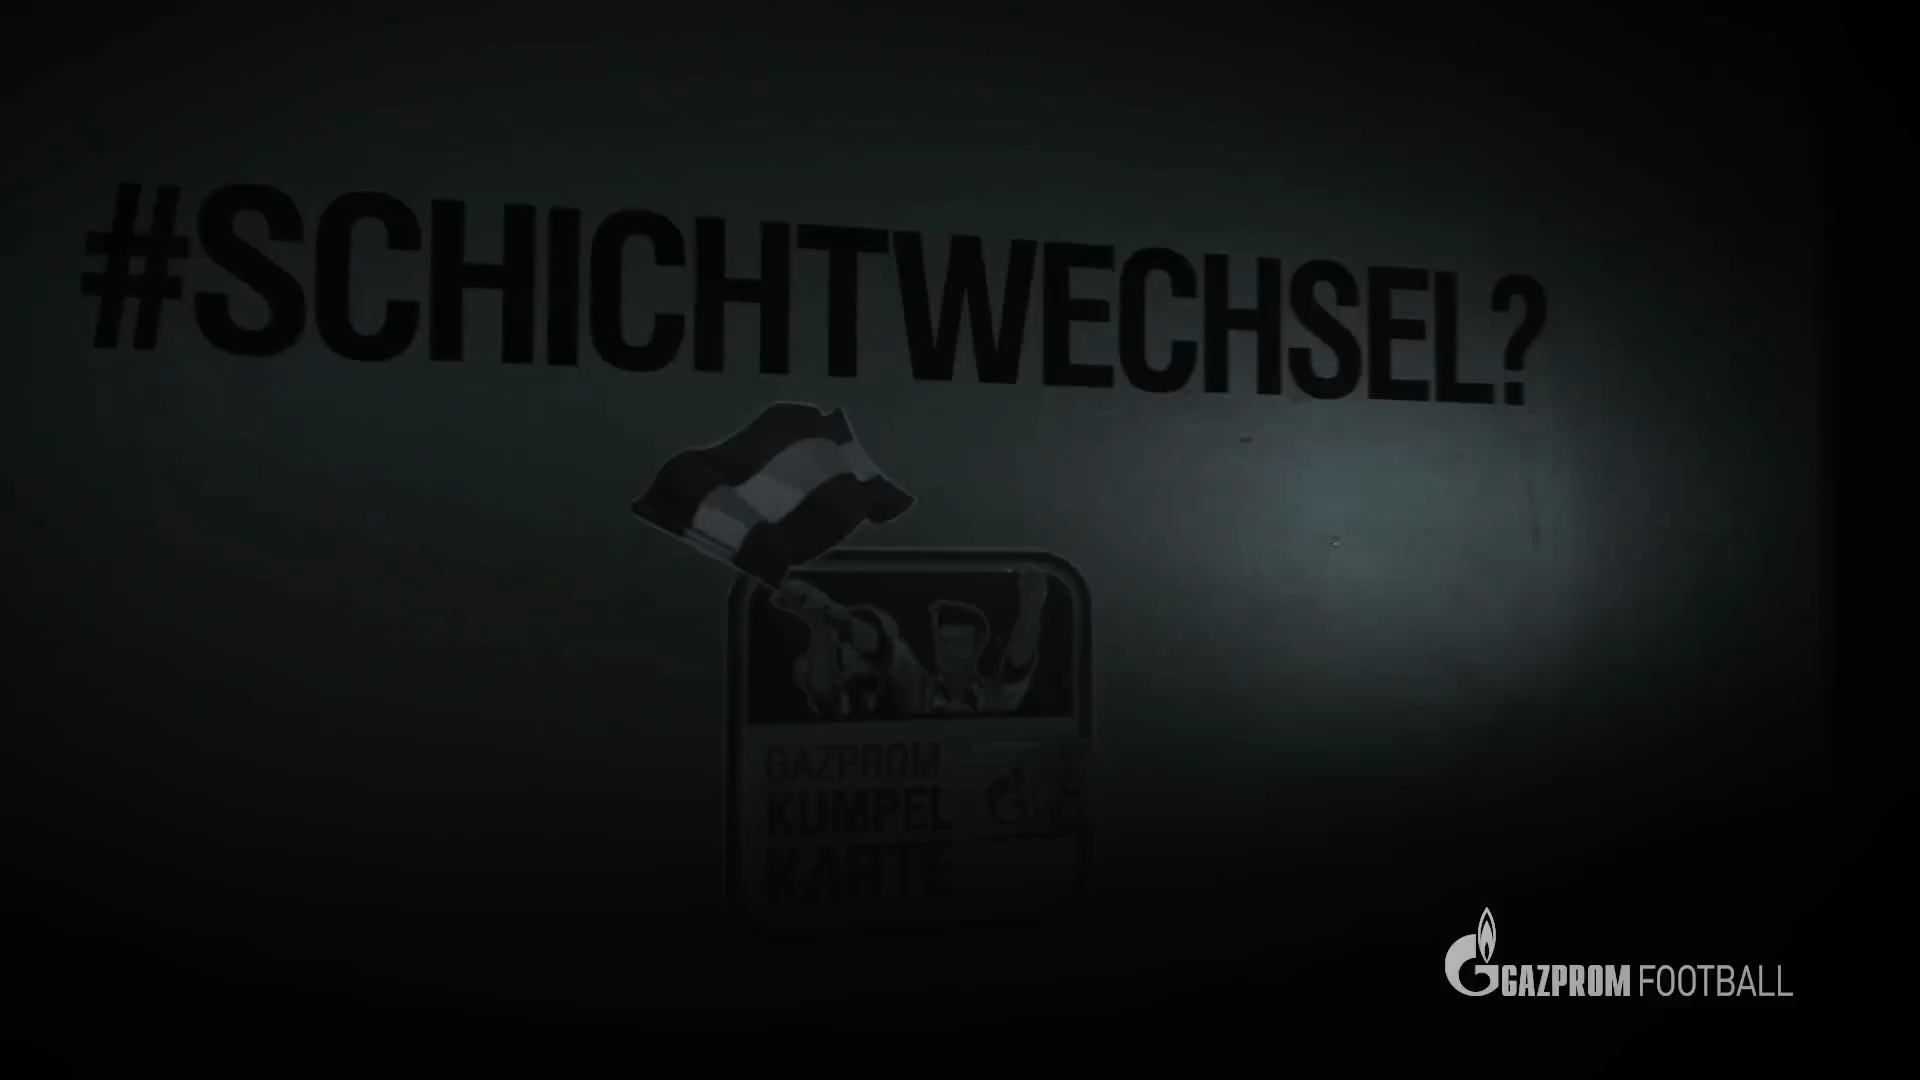 #SCHICHTWECHSEL?
GAZPROM
KUMPEL
KARTE
GAZPROM FOOTBALL